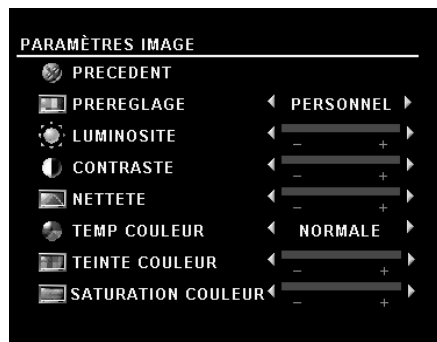 PARAMÈTRES IMAGE
PRECEDENT
PREREGLAGE PERSONNEL
LUMINOSITE
- +
CONTRASTE
- +
NETTETE
- +
TEMP COULEUR NORMALE
TEINTE COULEUR
- +
SATURATION COULEUR
- +